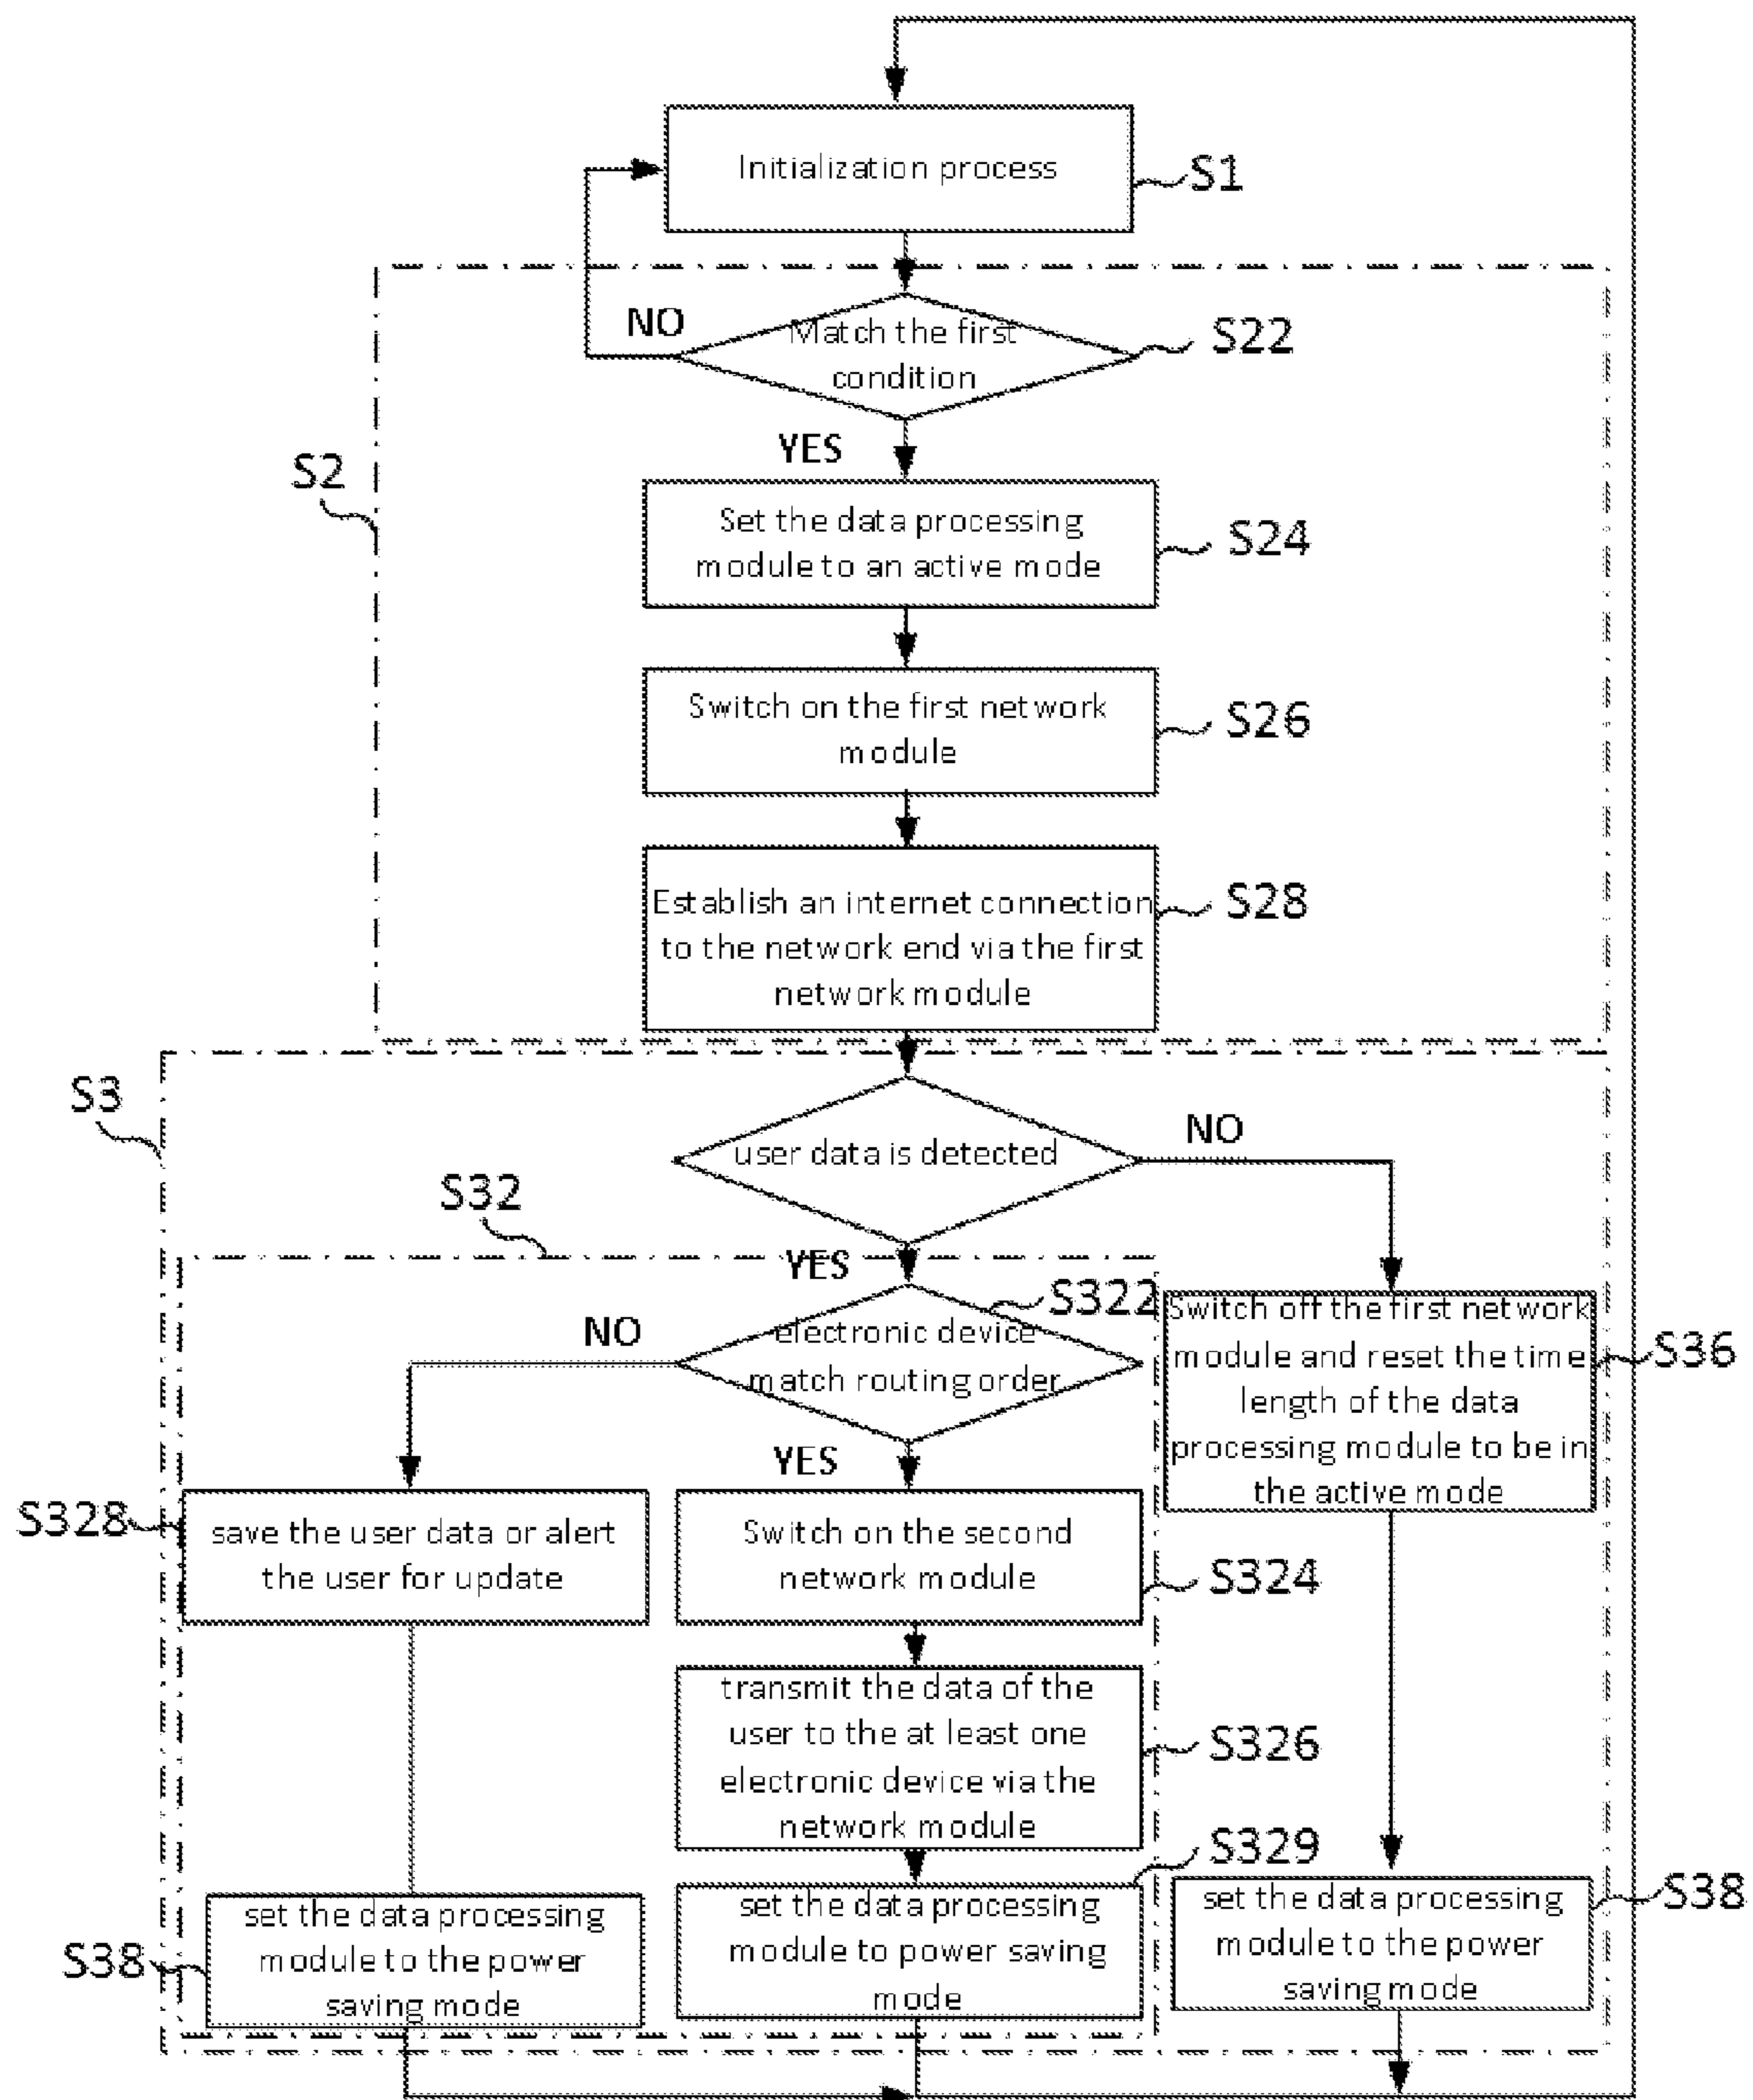 Initialization process
S1
NO
Match the first
condition
S22
YES
S2
Set the data processing
module to an active mode
S24
Switch on the first network
module
S26
Establish an internet connection
to the network end via the first
network module
S28
S3
user data is detected
NO
S32
YES
S322
NO
electronic device
match routing order
Switch off the first network
module and reset the time
length of the data
processing module to be in
the active mode
S36
YES
S328
save the user data or alert
the user for update
Switch on the second
network module
S324
transmit the data of the
user to the at least one
electronic device via the
network module
S326
S329
S38
set the data processing
module to the power
saving mode
set the data processing
module to power saving
mode
set the data processing
module to the power
saving mode
S38